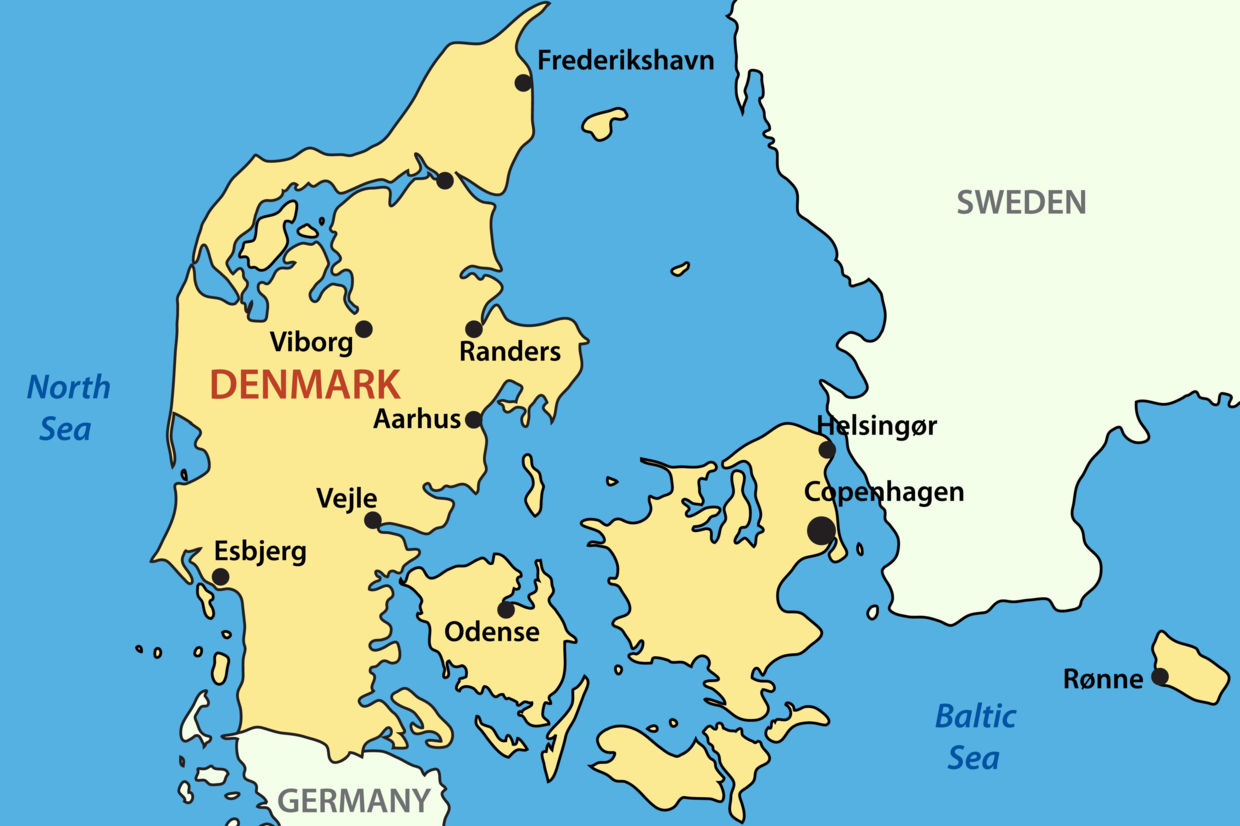 Frederikshavn
SWEDEN
Viborg
Randers
DENMARK
North
Sea
Aarhus
Helsingør
Vejle
Copenhagen
Esbjerg
Odense
Rønne
Baltic
Sea
GERMANY